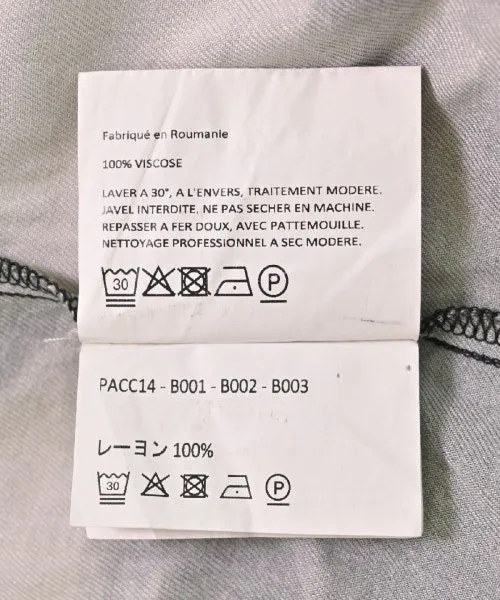 Fabriqué en Roumanie
100% VISCOSE
LAVER A 30°, A L'ENVERS, TRAITEMENT MODERE.
JAVEL INTERDITE. NE PAS SECHER EN MACHINE.
REPASSER A FER DOUX, AVEC PATTEMOUILLE.
NETTOYAGE PROFESSIONNEL A SEC MODERE.
30 P
PACC14 - B001 - B002 - B003
レーヨン 100%
30 P